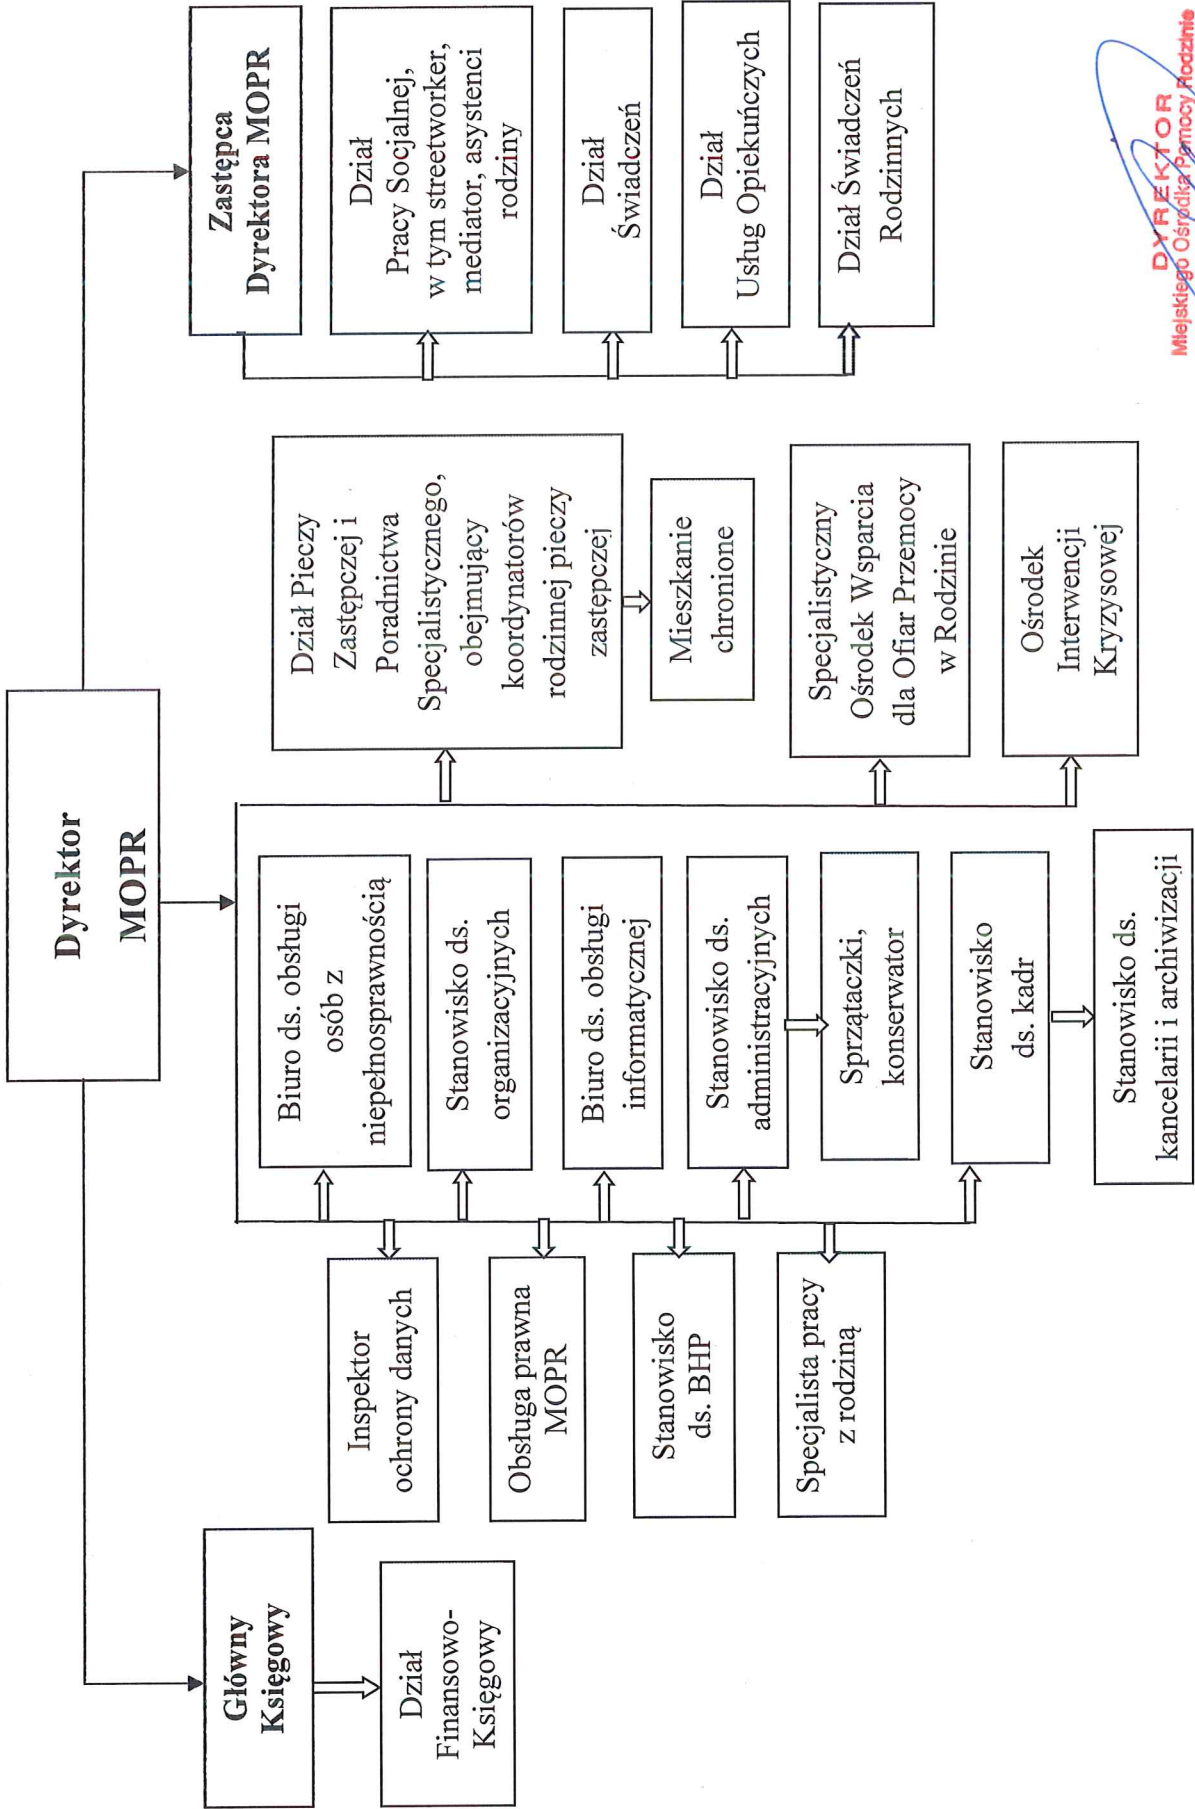 Dyrektor
MOPR
Główny
Księgowy
Dział
Finansowo-
Księgowy
Inspektor
ochrony danych
Obsługa prawna
MOPR
Stanowisko
ds. BHP
Specjalista pracy
z rodziną
Biuro ds. obsługi
osób z
niepełnosprawnością
Stanowisko ds.
organizacyjnych
Biuro ds. obsługi
informatycznej
Stanowisko ds.
administracyjnych
Sprzątaczki,
konserwator
Stanowisko
ds. kadr
Stanowisko ds.
kancelarii i archiwizacji
Dział Pieczy
Zastępczej i
Poradnictwa
Specjalistycznego,
obejmujący
koordynatorów
rodzinnej pieczy
zastępczej
Mieszkanie
chronione
Specjalistyczny
Ośrodek Wsparcia
dla Ofiar Przemocy
w Rodzinie
Ośrodek
Interwencji
Kryzysowej
Zastępca
Dyrektora MOPR
Dział
Pracy Socjalnej,
w tym streetworker,
mediator, asystenci
rodziny
Dział
Świadczeń
Dział
Usług Opiekuńczych
Dział Świadczeń
Rodzinnych
DYREKTOR
Miejskiego Ośrodka Pomocy Rodzinie